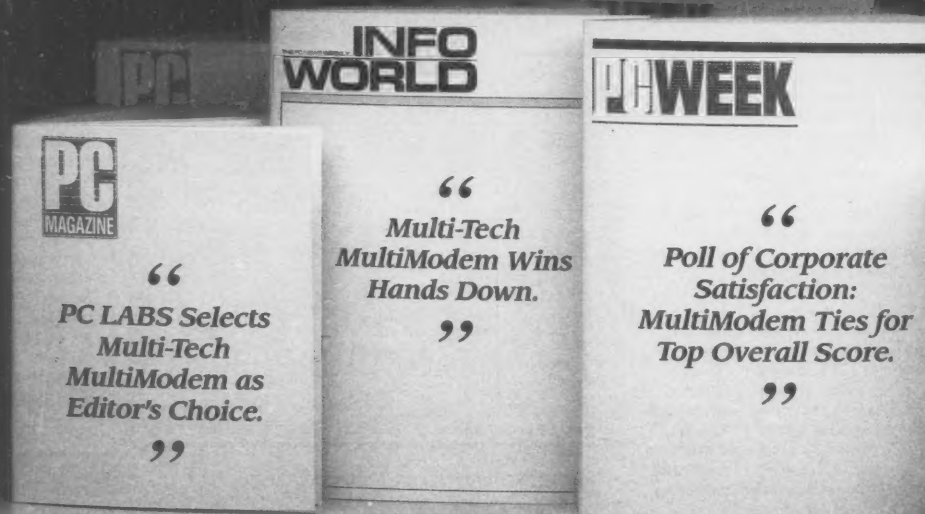 PC
MAGAZINE
“
PC LABS Selects
Multi-Tech
MultiModem as
Editor's Choice.
”
INFO
WORLD
“
Multi-Tech
MultiModem Wins
Hands Down.
”
PC WEEK
“
Poll of Corporate
Satisfaction:
MultiModem Ties for
Top Overall Score.
”
PC